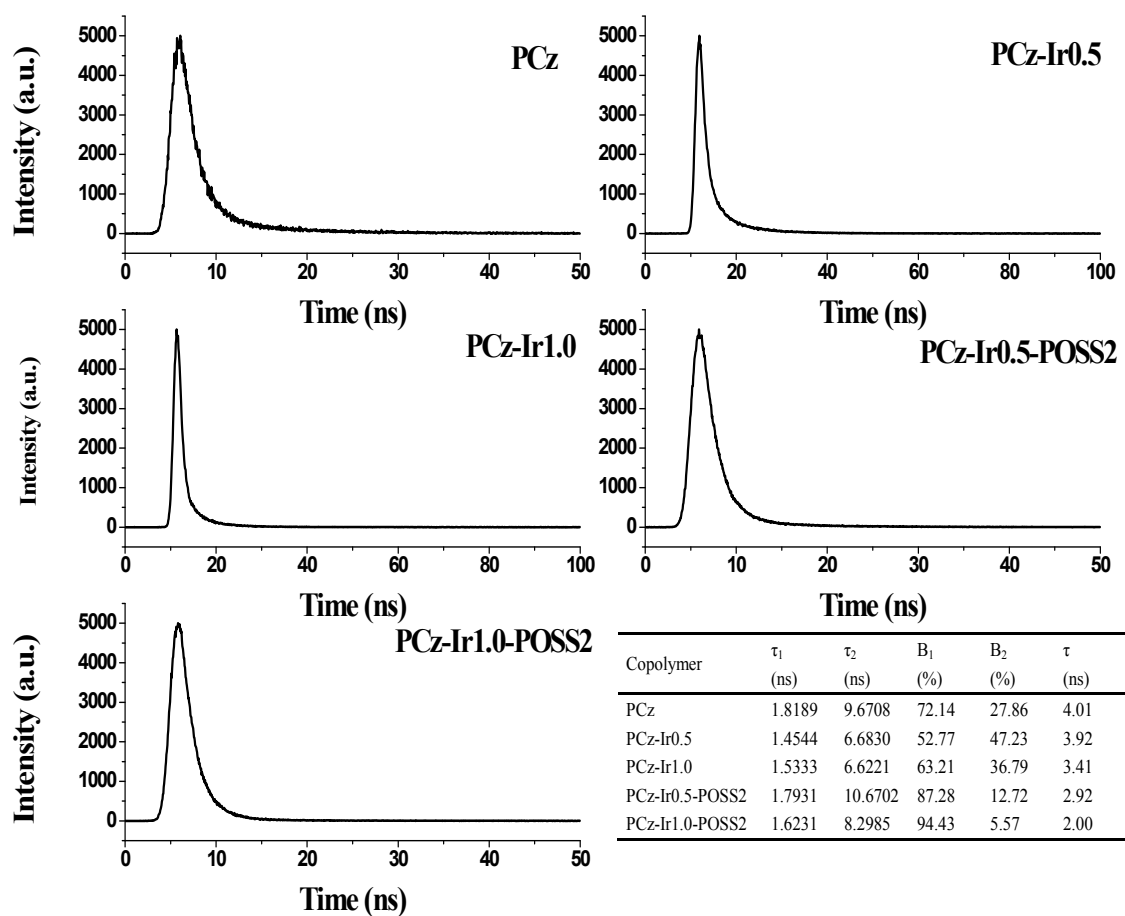 PCz
Intensity (a.u.)
5000
4000
3000
2000
1000
0
0 10 20 30 40 50
Time (ns)
PCz-Ir0.5
5000
4000
3000
2000
1000
0
0 20 40 60 80 100
Time (ns)
PCz-Ir1.0
Intensity (a.u.)
5000
4000
3000
2000
1000
0
0 20 40 60 80 100
Time (ns)
PCz-Ir0.5-POSS2
5000
4000
3000
2000
1000
0
0 10 20 30 40 50
Time (ns)
PCz-Ir1.0-POSS2
Intensity (a.u.)
5000
4000
3000
2000
1000
0
0 10 20 30 40 50
Time (ns)
Copolymer τ₁ (ns) τ₂ (ns) B₁ (%) B₂ (%) τ (ns)
PCz 1.8189 9.6708 72.14 27.86 4.01
PCz-Ir0.5 1.4544 6.6830 52.77 47.23 3.92
PCz-Ir1.0 1.5333 6.6221 63.21 36.79 3.41
PCz-Ir0.5-POSS2 1.7931 10.6702 87.28 12.72 2.92
PCz-Ir1.0-POSS2 1.6231 8.2985 94.43 5.57 2.00